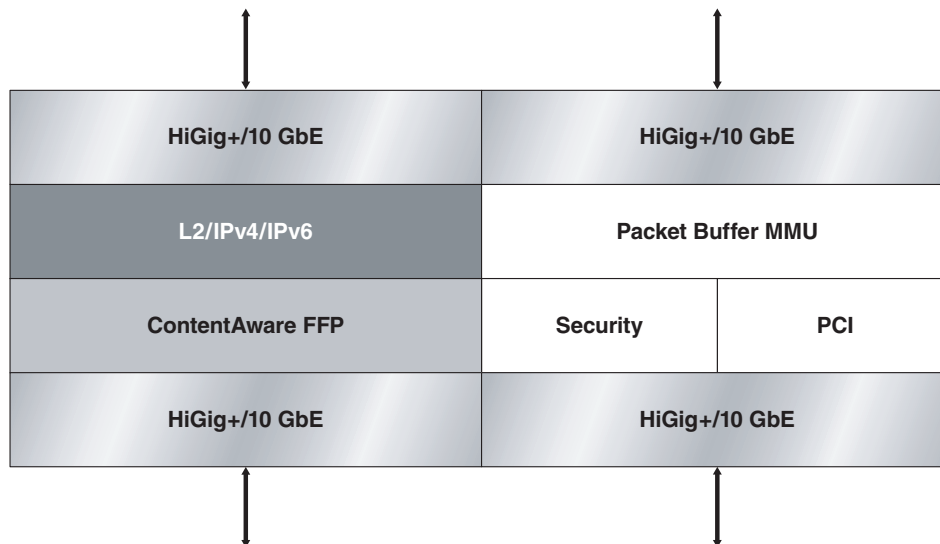 HiGig+/10 GbE
HiGig+/10 GbE
L2/IPv4/IPv6
Packet Buffer MMU
ContentAware FFP
Security
PCI
HiGig+/10 GbE
HiGig+/10 GbE